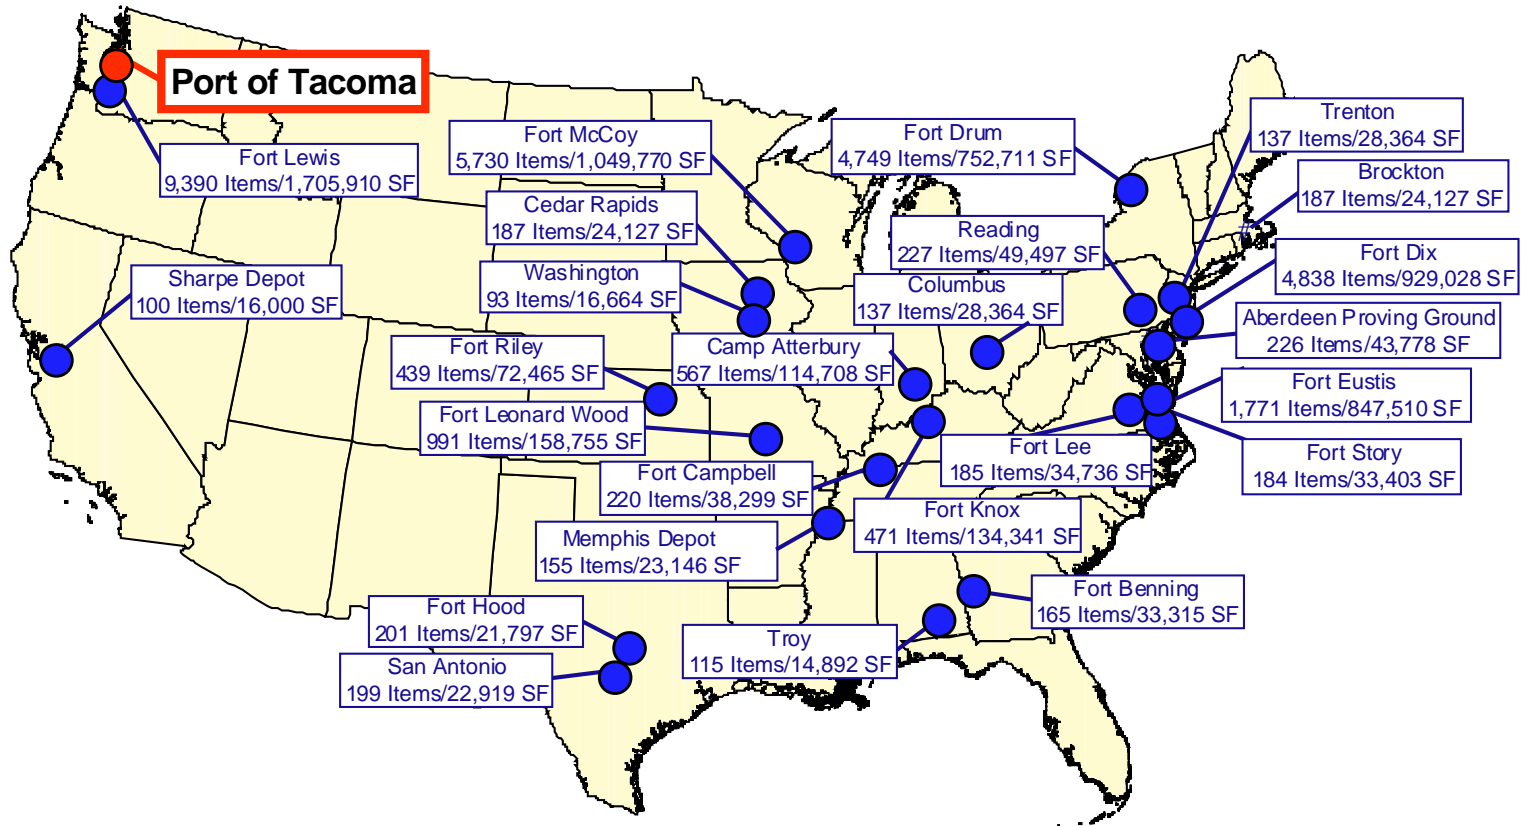 Port of Tacoma
Fort Lewis
9,390 Items/1,705,910 SF
Fort McCoy
5,730 Items/1,049,770 SF
Fort Drum
4,749 Items/752,711 SF
Trenton
137 Items/28,364 SF
Brockton
187 Items/24,127 SF
Cedar Rapids
187 Items/24,127 SF
Reading
227 Items/49,497 SF
Fort Dix
4,838 Items/929,028 SF
Sharpe Depot
100 Items/16,000 SF
Washington
93 Items/16,664 SF
Columbus
137 Items/28,364 SF
Aberdeen Proving Ground
226 Items/43,778 SF
Fort Riley
439 Items/72,465 SF
Camp Atterbury
567 Items/114,708 SF
Fort Eustis
1,771 Items/847,510 SF
Fort Leonard Wood
991 Items/158,755 SF
Fort Lee
185 Items/34,736 SF
Fort Story
184 Items/33,403 SF
Fort Campbell
220 Items/38,299 SF
Fort Knox
471 Items/134,341 SF
Memphis Depot
155 Items/23,146 SF
Fort Benning
165 Items/33,315 SF
Fort Hood
201 Items/21,797 SF
Troy
115 Items/14,892 SF
San Antonio
199 Items/22,919 SF